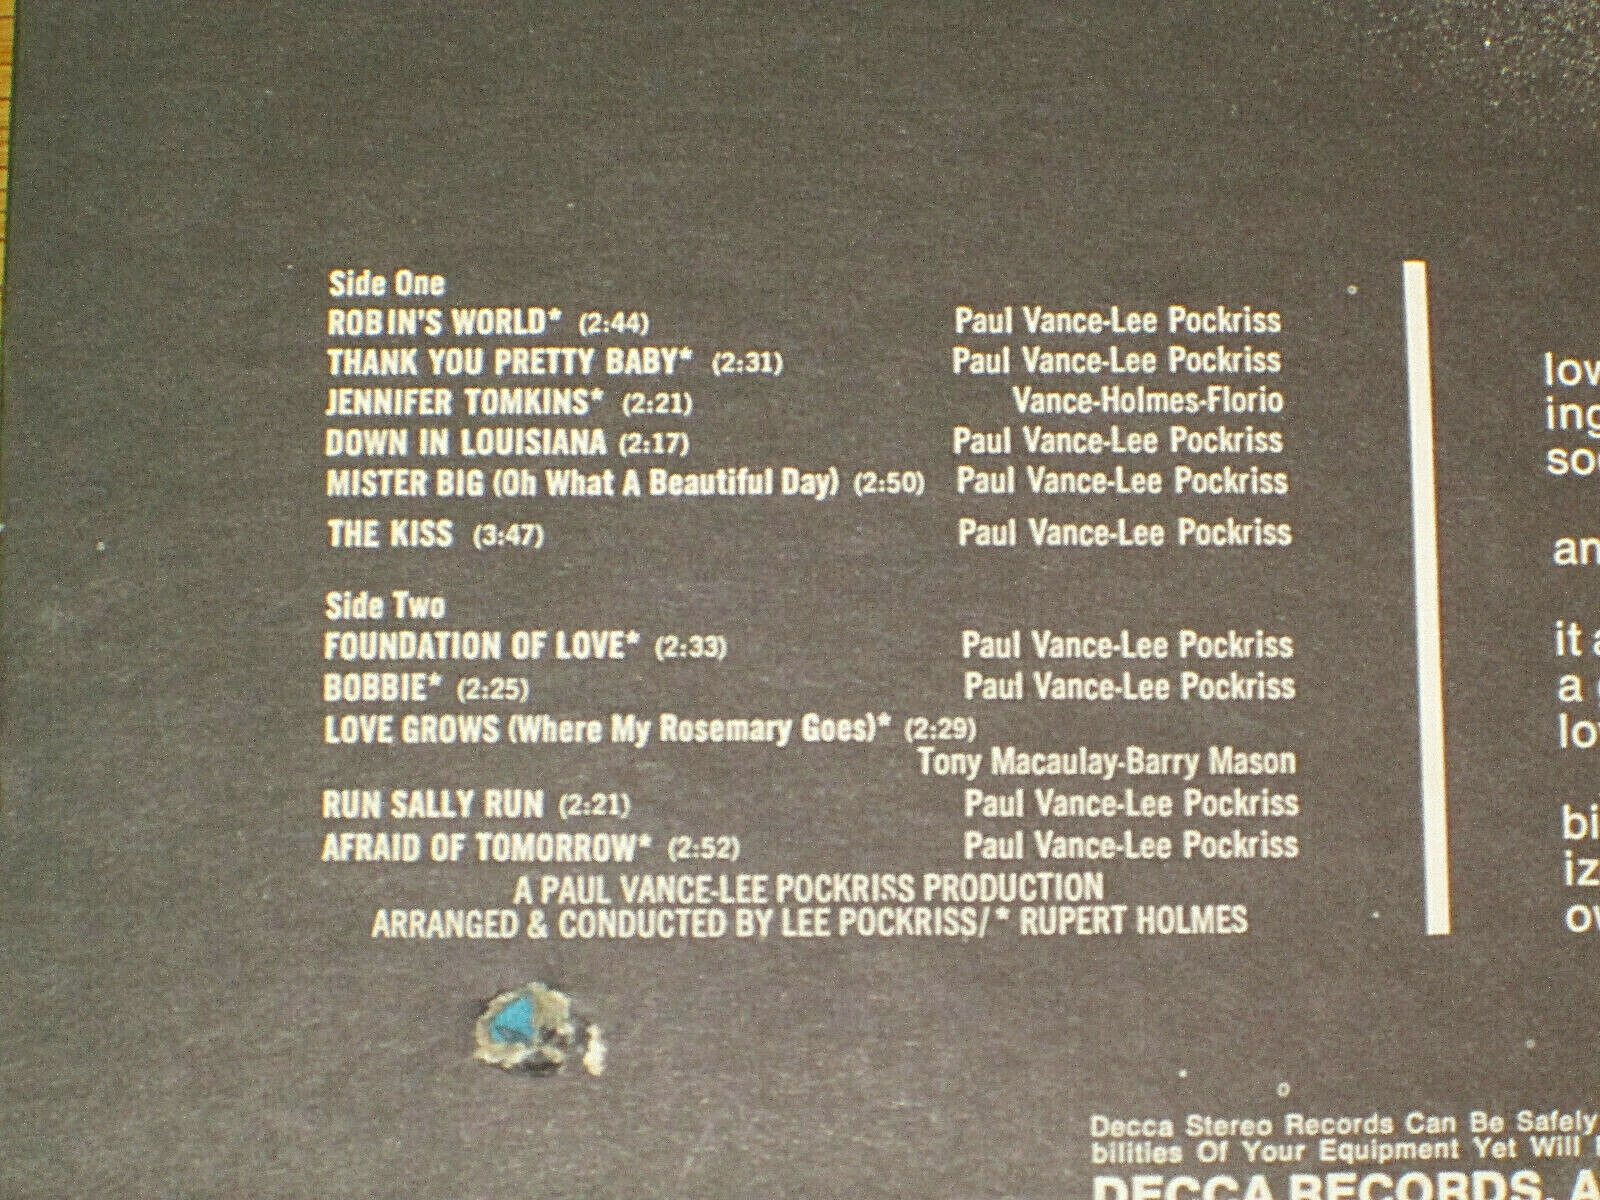 Side One
ROBIN'S WORLD* (2:44) Paul Vance-Lee Pockriss
THANK YOU PRETTY BABY* (2:31) Paul Vance-Lee Pockriss
JENNIFER TOMKINS* (2:21) Vance-Holmes-Florio
DOWN IN LOUISIANA (2:17) Paul Vance-Lee Pockriss
MISTER BIG (Oh What A Beautiful Day) (2:50) Paul Vance-Lee Pockriss
THE KISS (3:47) Paul Vance-Lee Pockriss
Side Two
FOUNDATION OF LOVE* (2:33) Paul Vance-Lee Pockriss
BOBBIE* (2:25) Paul Vance-Lee Pockriss
LOVE GROWS (Where My Rosemary Goes)* (2:29)
Tony Macaulay-Barry Mason
RUN SALLY RUN (2:21) Paul Vance-Lee Pockriss
AFRAID OF TOMORROW* (2:52) Paul Vance-Lee Pockriss
A PAUL VANCE-LEE POCKRISS PRODUCTION
ARRANGED & CONDUCTED BY LEE POCKRISS/* RUPERT HOLMES
it
a
Decca Stereo Records Can Be Safely
bilities Of Your Equipment Yet Will
DECCA RECORDS, A